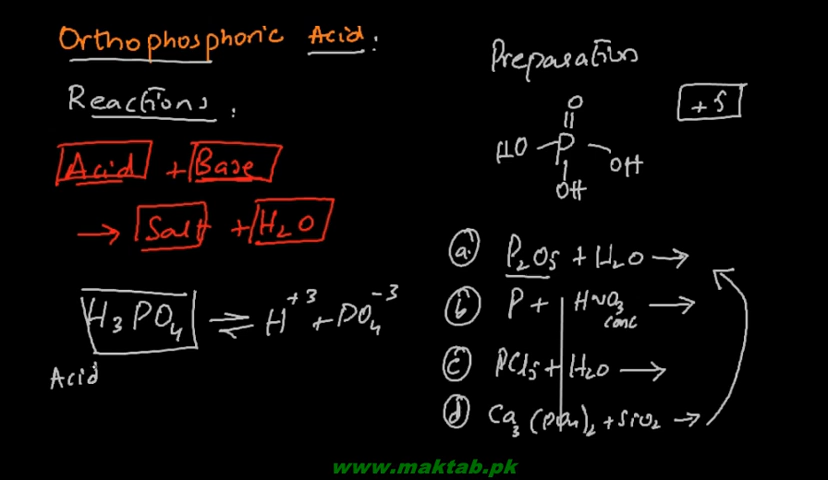 Orthophosphoric Acid:
Reactions.
Acid + Base
→ Salt + H₂O
H₃PO₄ ⇌ H⁺³ + PO₄⁻³
Acid
Preparation
+5
O
HO P OH
OH
(a) P₂O₅ + H₂O →
(b) P + HNO₃ →
conc
(c) PCl₅ + H₂O →
(d) Ca₃(PO₄)₂ + SiO₂ →
www.maktab.pk